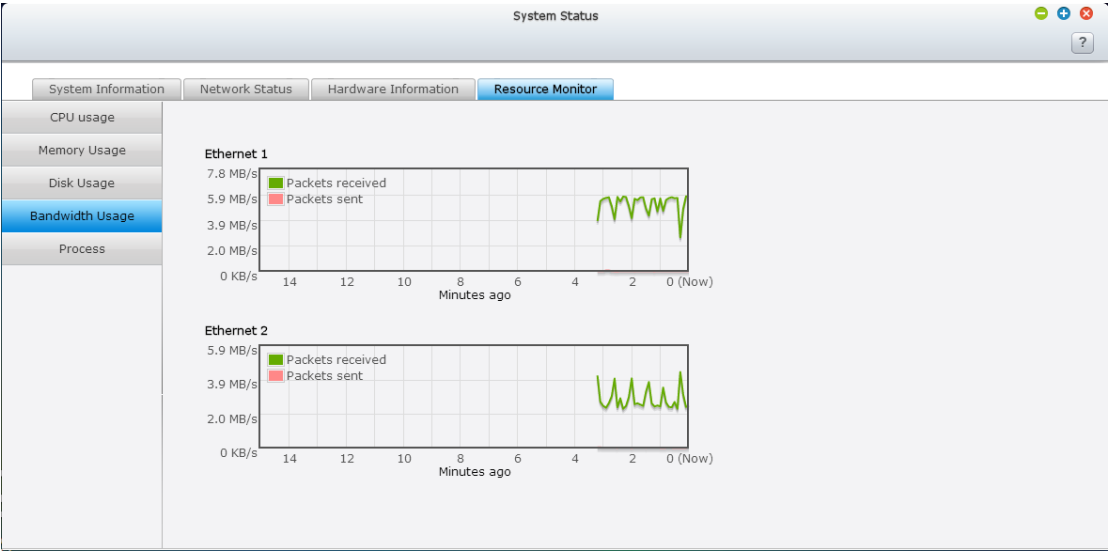 System Status
?
System Information Network Status Hardware Information Resource Monitor
CPU usage
Memory Usage
Disk Usage
Bandwidth Usage
Process
Ethernet 1
7.8 MB/s
5.9 MB/s
3.9 MB/s
2.0 MB/s
0 KB/s
Packets received
Packets sent
14 12 10 8 6 4 2 0 (Now)
Minutes ago
Ethernet 2
5.9 MB/s
3.9 MB/s
2.0 MB/s
0 KB/s
Packets received
Packets sent
14 12 10 8 6 4 2 0 (Now)
Minutes ago